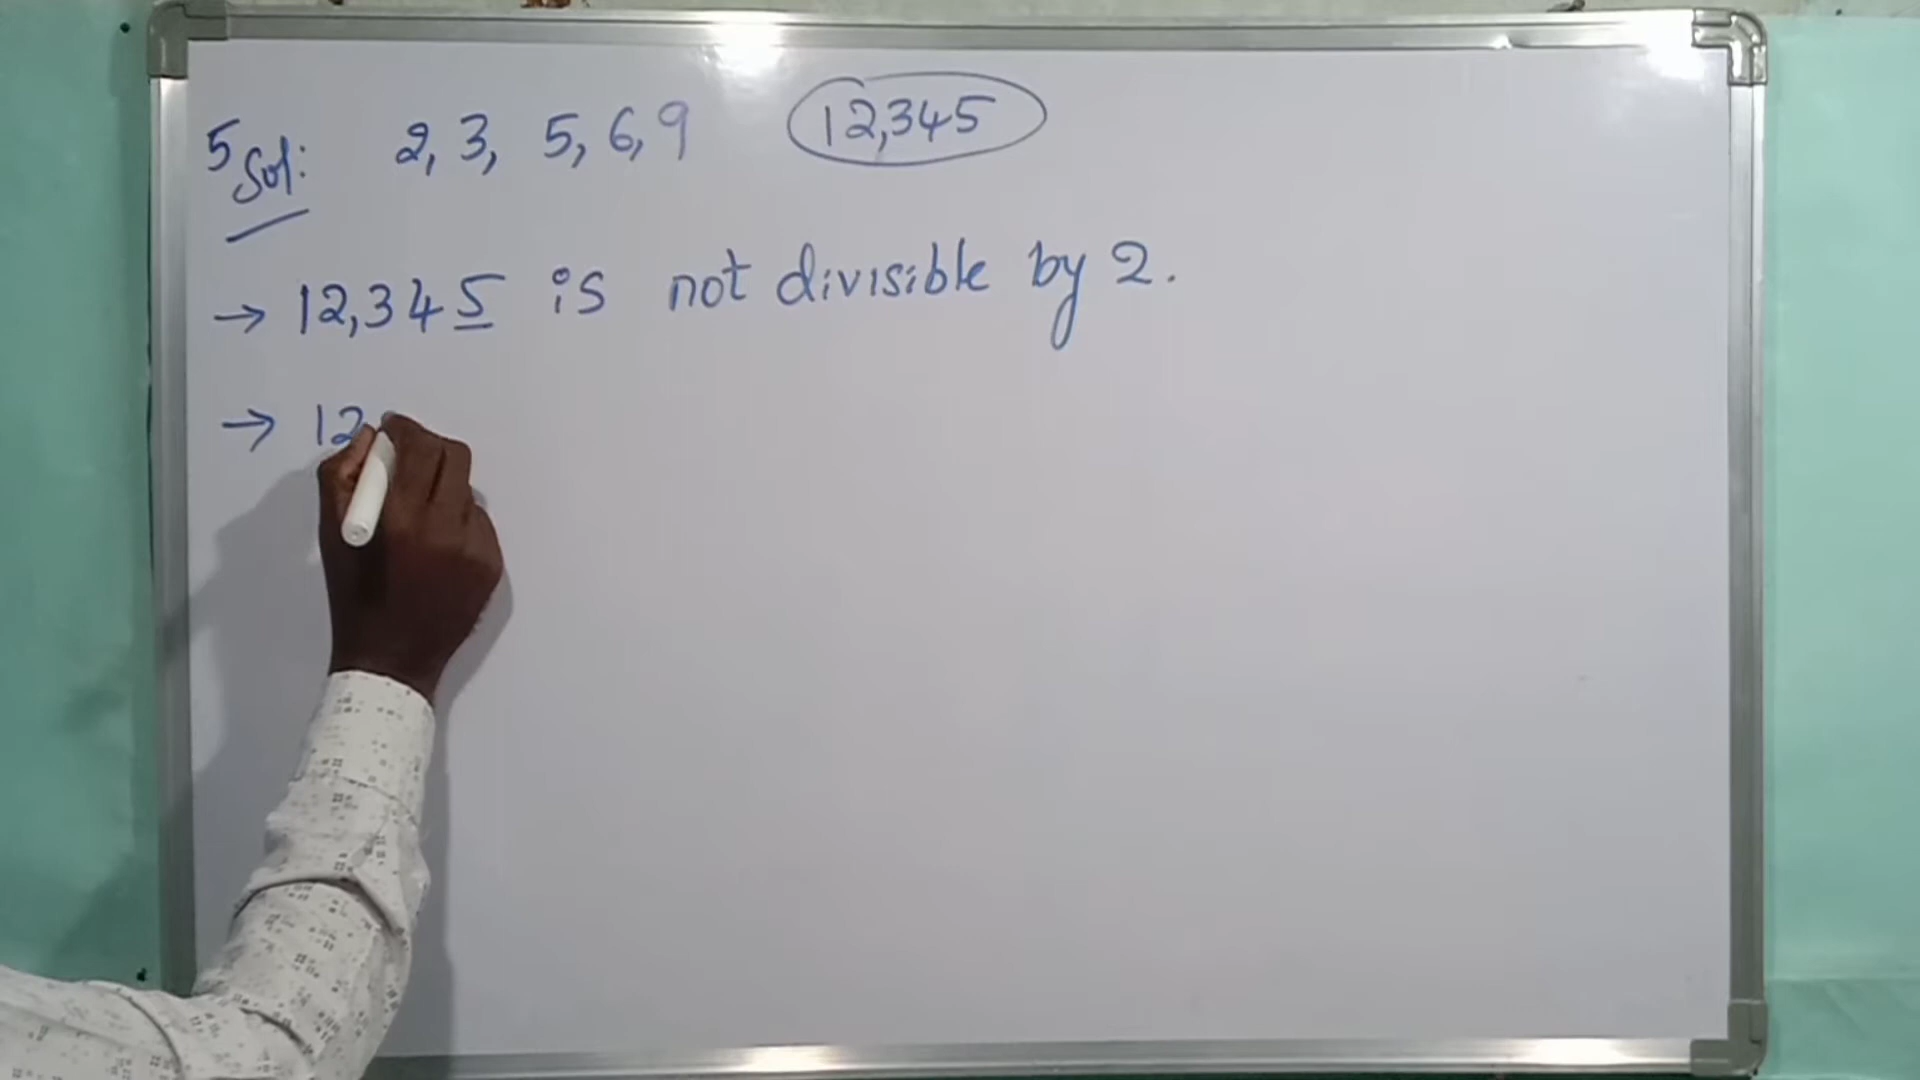 5 Sol: 2, 3, 5, 6, 9 12,345
→ 12,345 is not divisible by 2.
→ 12